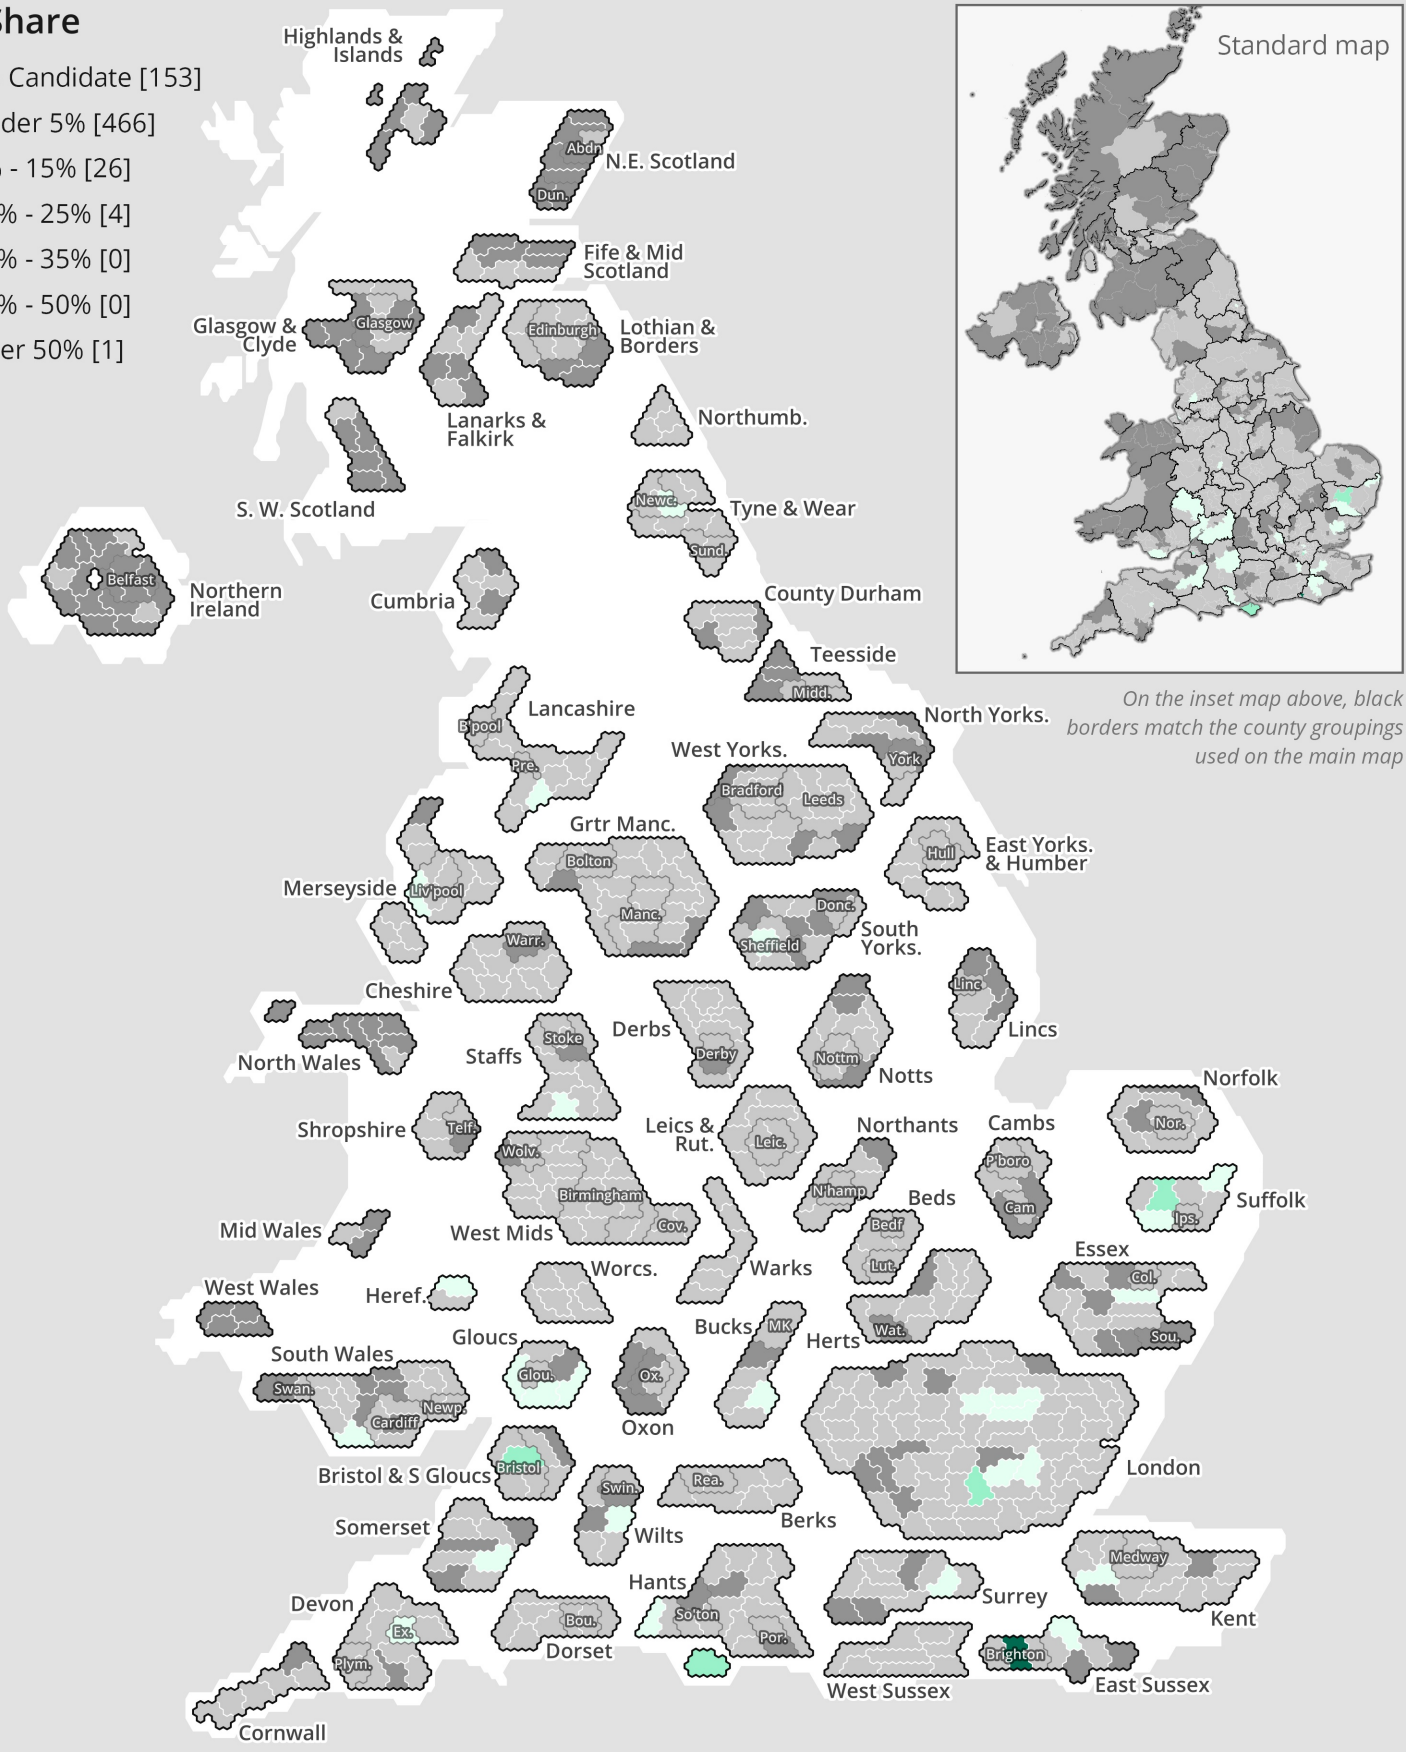 Share
Candidate [153]
der 5% [466]
- 15% [26]
% - 25% [4]
% - 35% [0]
% - 50% [0]
er 50% [1]
Standard map
On the inset map above, black
borders match the county groupings
used on the main map
Highlands &
Islands
Abdn
N.E. Scotland
Dun.
Fife & Mid
Scotland
Glasgow &
Clyde
Glasgow
Edinburgh
Lothian &
Borders
Lanarks &
Falkirk
Northumb.
S. W. Scotland
Newc.
Tyne & Wear
Sund.
Belfast
Northern
Ireland
Cumbria
County Durham
Teesside
Midd.
Lancashire
B'pool
Pre.
North Yorks.
York
West Yorks.
Bradford
Leeds
Grtr Manc.
Bolton
Manc.
East Yorks.
& Humber
Hull
Merseyside
Liv'pool
Donc.
Sheffield
South
Yorks.
Warr.
Cheshire
Linc
Lincs
North Wales
Staffs
Stoke
Derbs
Derby
Nottm
Notts
Norfolk
Nor.
Shropshire
Telf.
Leics &
Rut.
Leic.
Northants
N'hamp
Cambs
P'boro
Cam
Wolv.
Birmingham
West Mids
Cov.
Beds
Bedf
Lut.
Suffolk
Ips.
Mid Wales
Warks
Essex
Col.
Sou.
West Wales
Heref.
Worcs.
Bucks
MK
Herts
Wat.
Gloucs
Glou.
South Wales
Swan.
Newp.
Cardiff
Ox.
Oxon
Bristol & S Gloucs
Bristol
London
Swin.
Wilts
Rea.
Berks
Somerset
Medway
Kent
Hants
So'ton
Por.
Surrey
Devon
Ex.
Plym.
Bou.
Dorset
West Sussex
Brighton
East Sussex
Cornwall